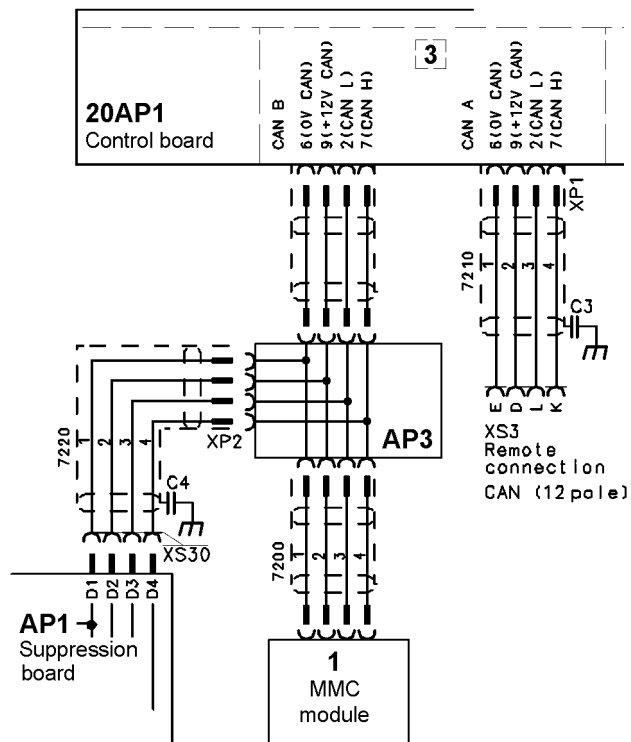 3
20AP1
Control board
CAN B
6(0V CAN)
9(+12V CAN)
2(CAN L)
7(CAN H)
CAN A
6(0V CAN)
9(+12V CAN)
2(CAN L)
7(CAN H)
XP1
7210
1
2
3
4
C3
E
D
L
K
XS3
Remote
connection
CAN (12 pole)
AP3
XP2
7220
1
2
3
4
C4
XS30
D1
D2
D3
D4
AP1
Suppression
board
7200
1
2
3
4
1
MMC
module